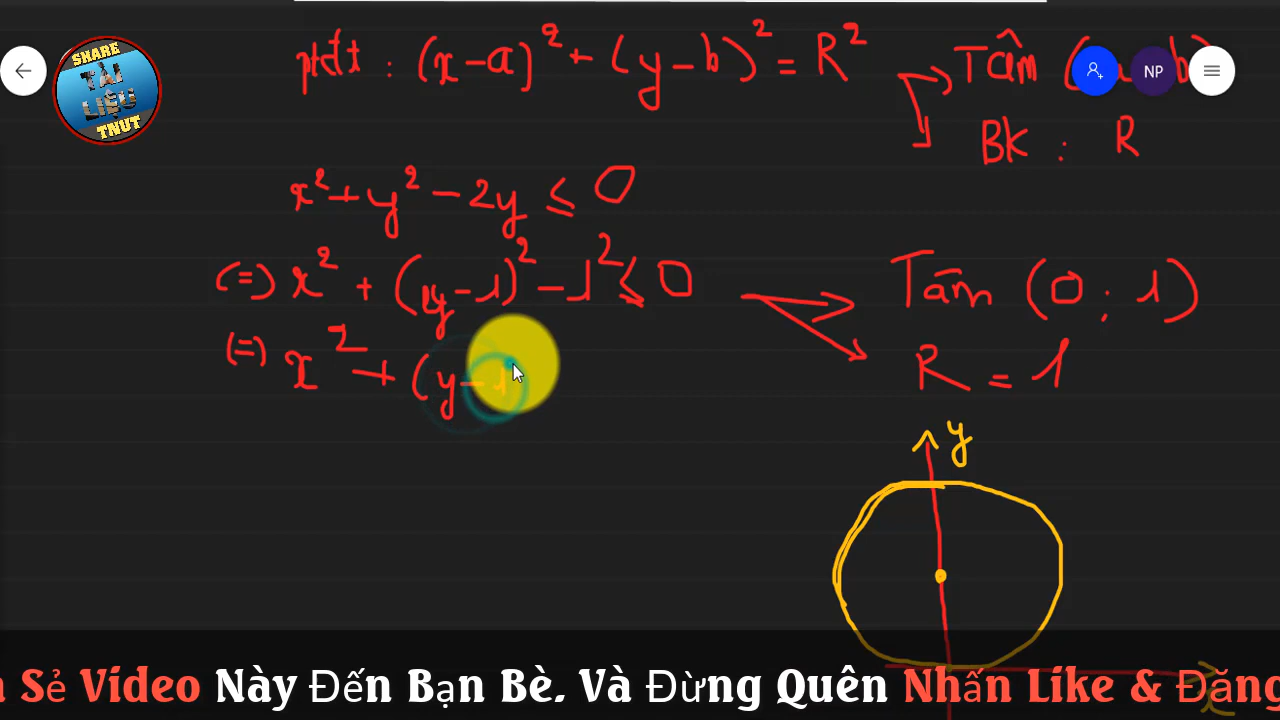 SHARE
TÀI
LIỆU
TNUT
ptđt : (x-a)² + (y-b)² = R²
Tâm ( b)
BK : R
NP
x² + y² - 2y ≤ 0
(=) x² + (y-1)² - 1² ≤ 0
Tâm (0 ; 1)
R = 1
(=) x² + (y-1
y
x
Sẻ Video Này Đến Bạn Bè. Và Đừng Quên Nhấn Like & Đăng